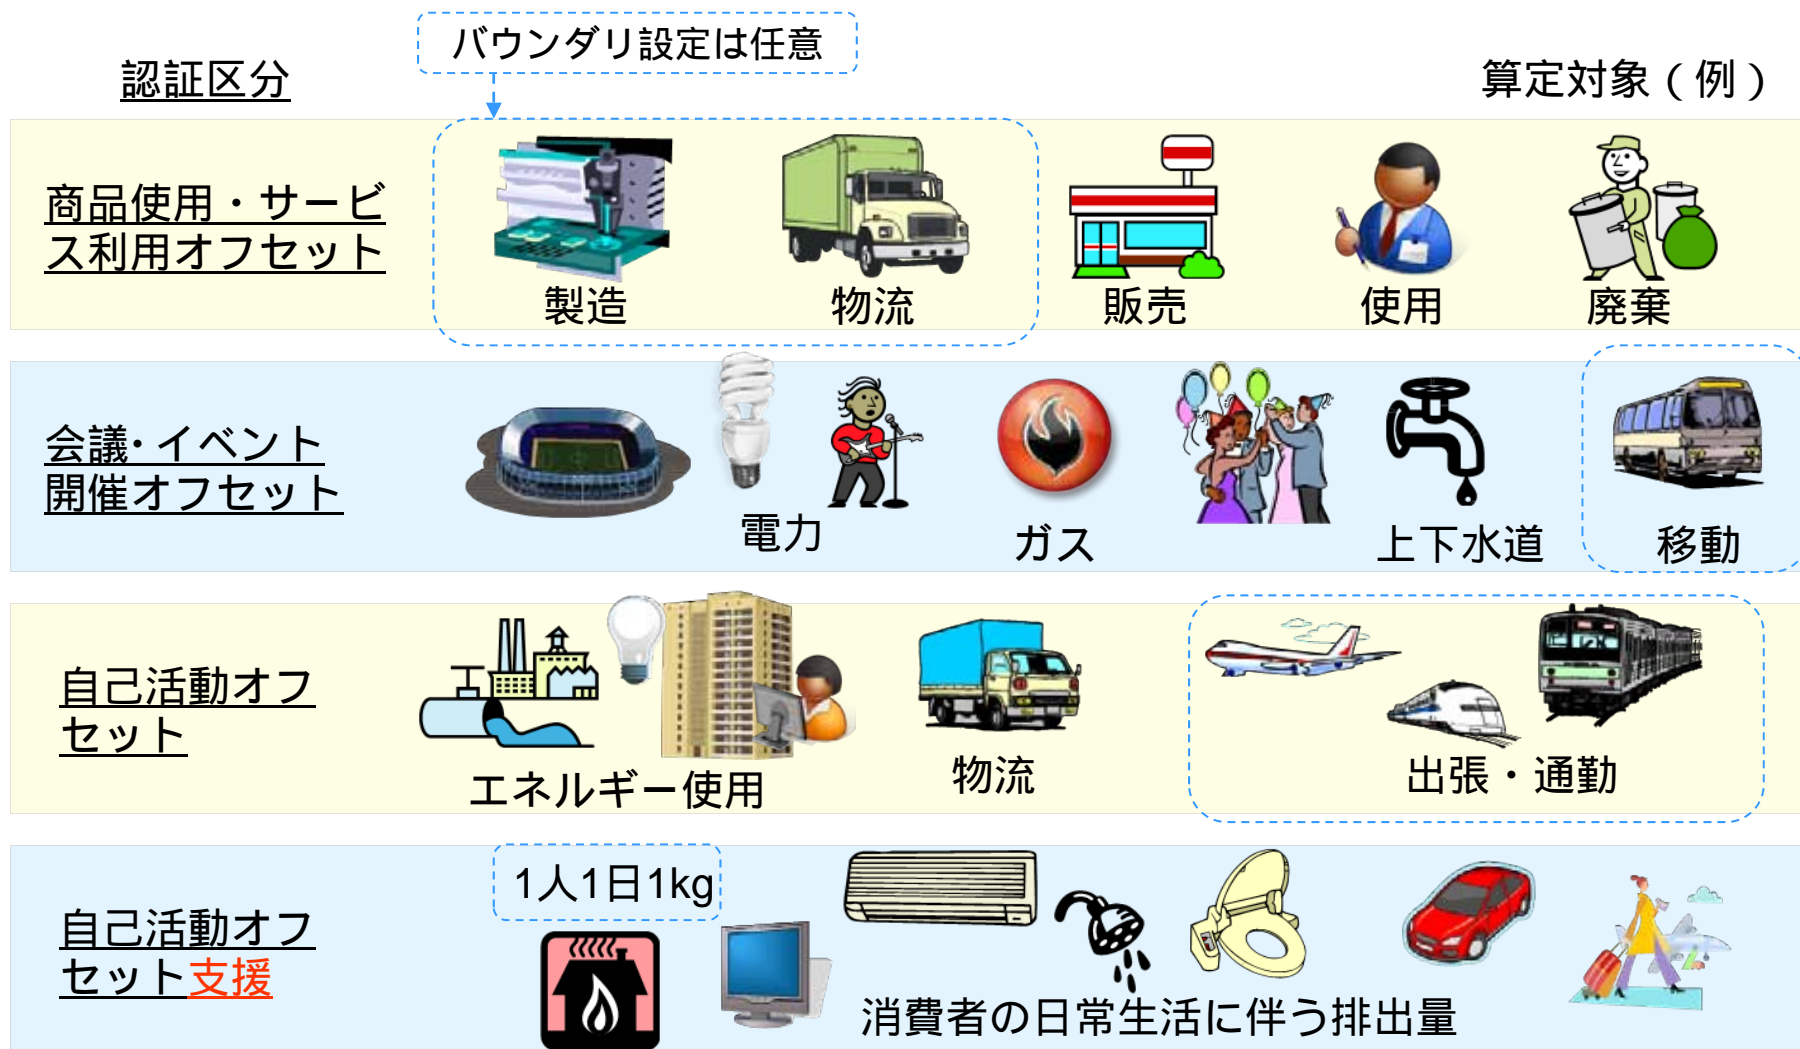 バウンダリ設定は任意
認証区分
算定対象(例)
商品使用・サービ
ス利用オフセット
製造
物流
販売
使用
廃棄
会議・イベント
開催オフセット
電力
ガス
上下水道
移動
自己活動オフ
セット
エネルギー使用
物流
出張・通勤
1人1日1kg
自己活動オフ
セット支援
消費者の日常生活に伴う排出量